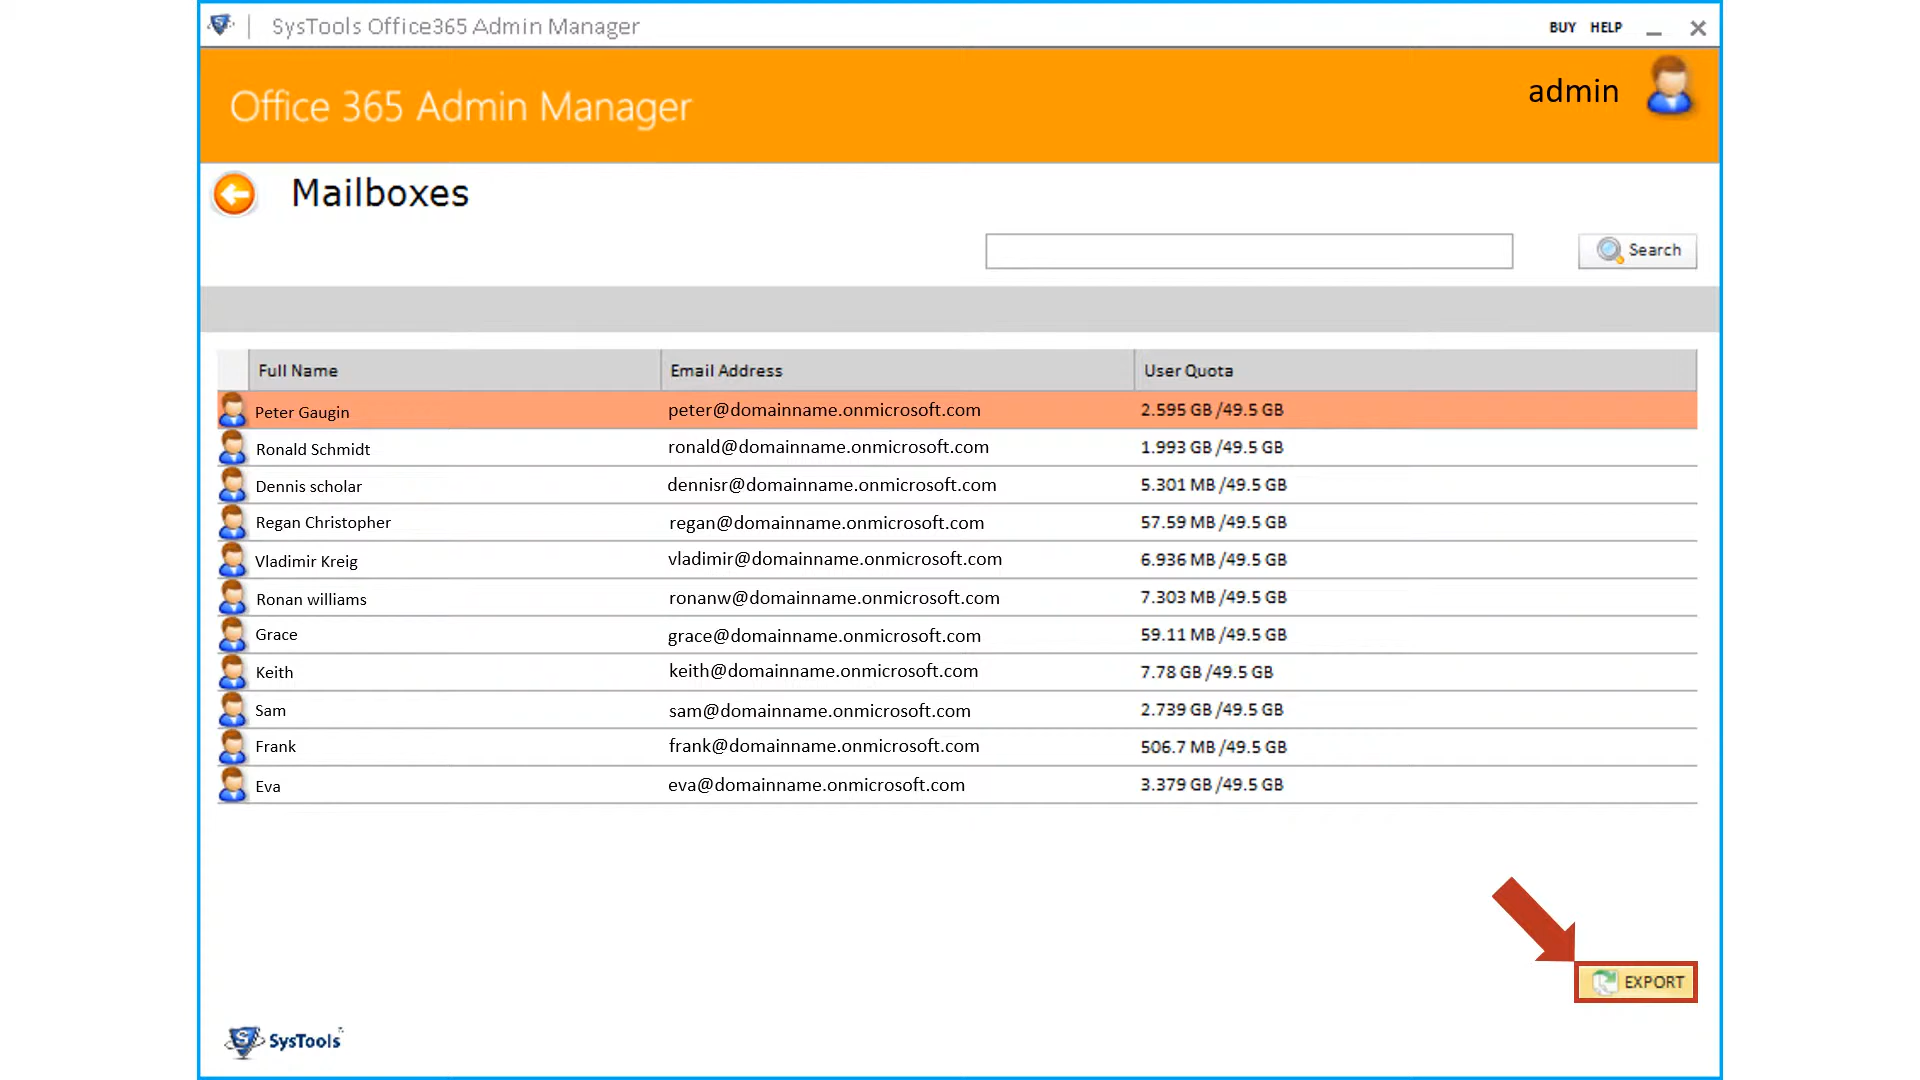 SysTools Office365 Admin Manager BUY HELP
Office 365 Admin Manager admin
Mailboxes
Search
Full Name Email Address User Quota
Peter Gaugin peter@domainname.onmicrosoft.com 2.595 GB /49.5 GB
Ronald Schmidt ronald@domainname.onmicrosoft.com 1.993 GB /49.5 GB
Dennis scholar dennisr@domainname.onmicrosoft.com 5.301 MB /49.5 GB
Regan Christopher regan@domainname.onmicrosoft.com 57.59 MB /49.5 GB
Vladimir Kreig vladimir@domainname.onmicrosoft.com 6.936 MB /49.5 GB
Ronan williams ronanw@domainname.onmicrosoft.com 7.303 MB /49.5 GB
Grace grace@domainname.onmicrosoft.com 59.11 MB /49.5 GB
Keith keith@domainname.onmicrosoft.com 7.78 GB /49.5 GB
Sam sam@domainname.onmicrosoft.com 2.739 GB /49.5 GB
Frank frank@domainname.onmicrosoft.com 506.7 MB /49.5 GB
Eva eva@domainname.onmicrosoft.com 3.379 GB /49.5 GB
EXPORT
SysTools